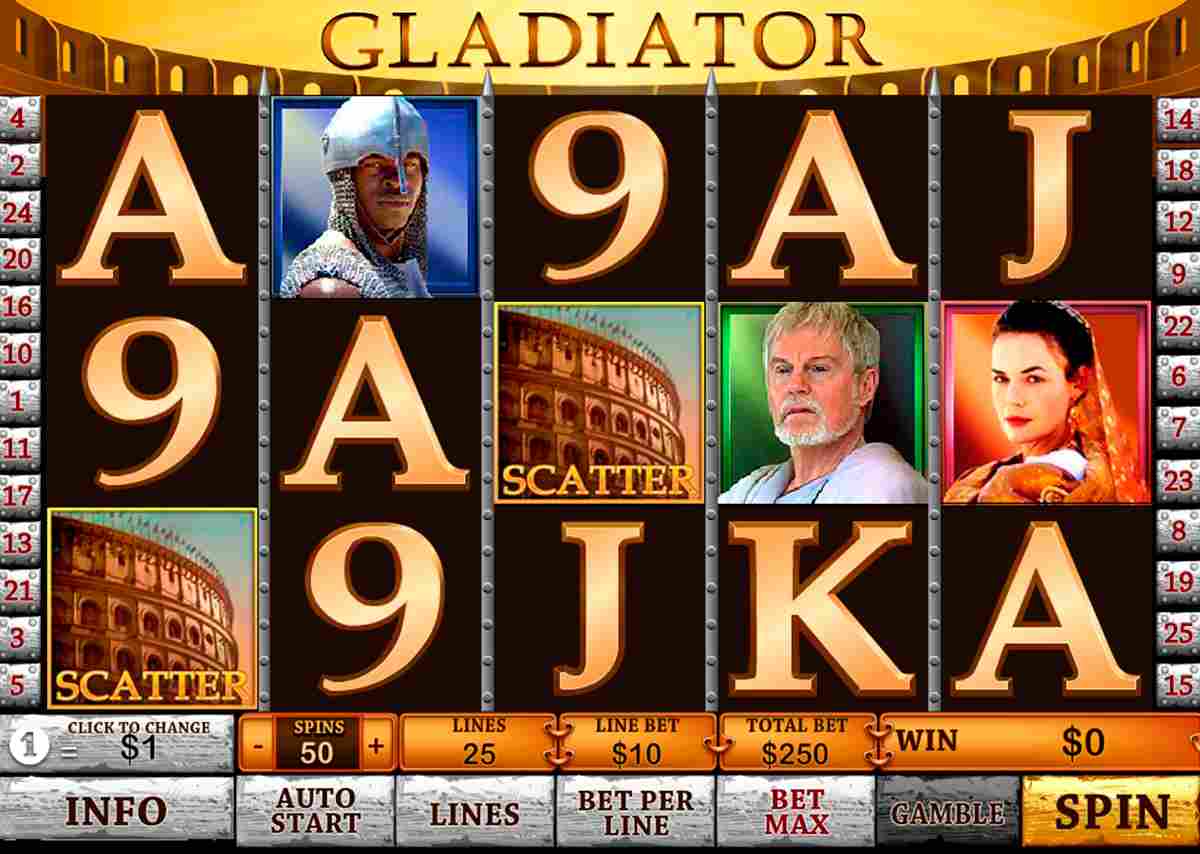 GLADIATOR
4 A 9 A J 14
2 18
24 12
20 9
16 22
10 9 A 6
1 7
11 SCATTER 23
17 8
13 9 J K A 19
21 25
3 15
5 SCATTER
CLICK TO CHANGE SPINS LINES LINE BET TOTAL BET WIN $0
1 = $1 - 50 + 25 $10 $250
INFO AUTO START LINES BET PER LINE BET MAX GAMBLE SPIN